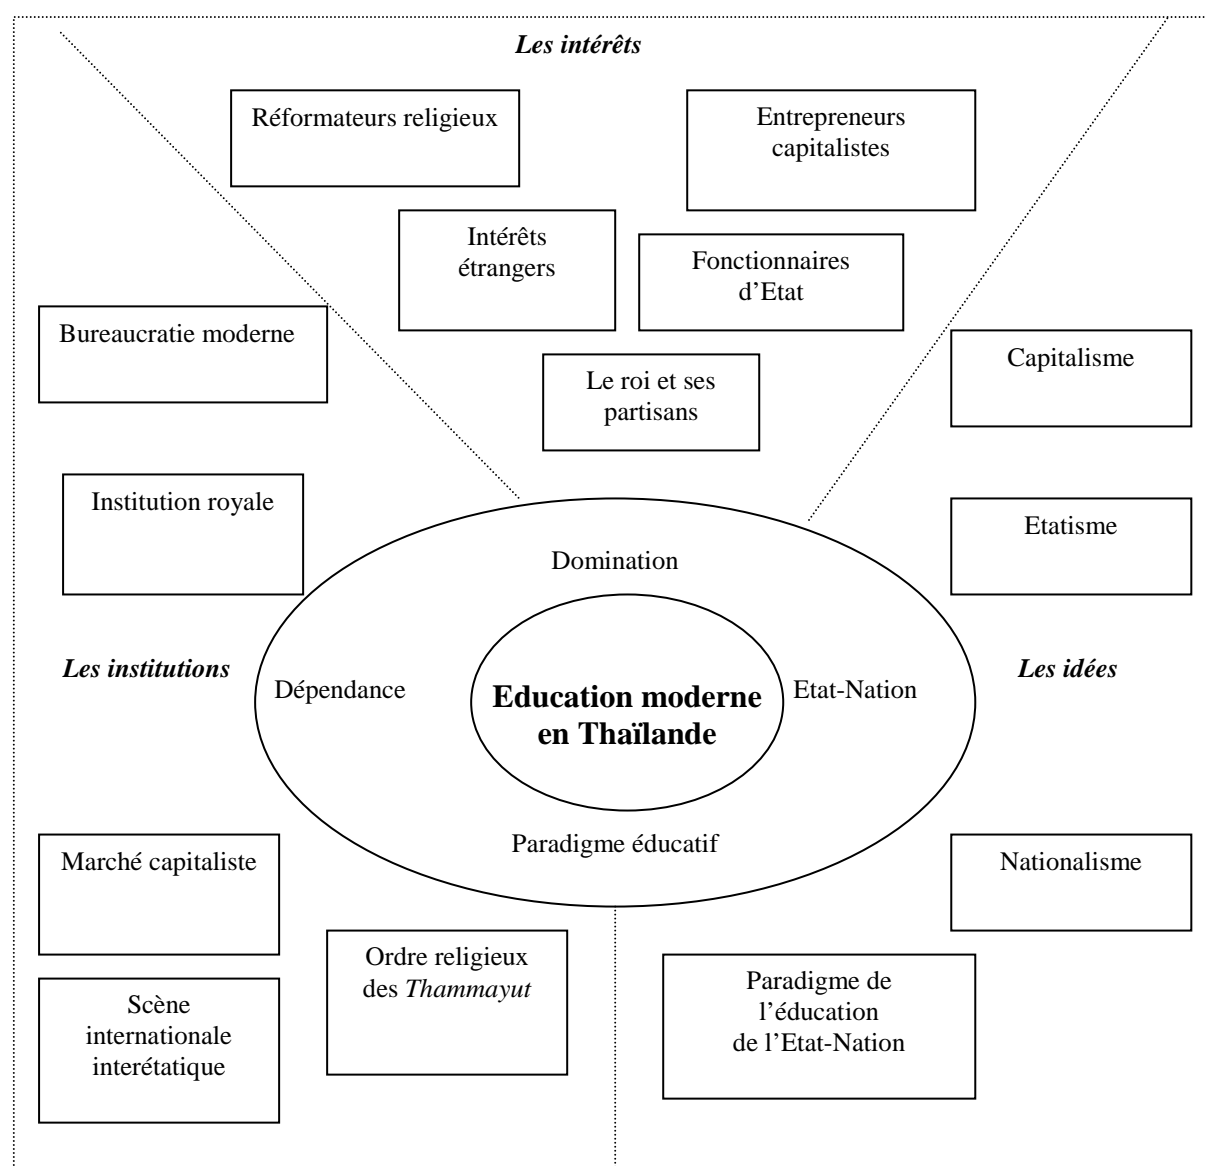 Les intérêts
Réformateurs religieux
Entrepreneurs
capitalistes
Intérêts
étrangers
Fonctionnaires
d’Etat
Bureaucratie moderne
Capitalisme
Le roi et ses
partisans
Institution royale
Etatisme
Domination
Les institutions
Les idées
Dépendance
Etat-Nation
Education moderne
en Thaïlande
Paradigme éducatif
Marché capitaliste
Nationalisme
Ordre religieux
des Thammayut
Paradigme de
l’éducation
de l’Etat-Nation
Scène
internationale
interétatique